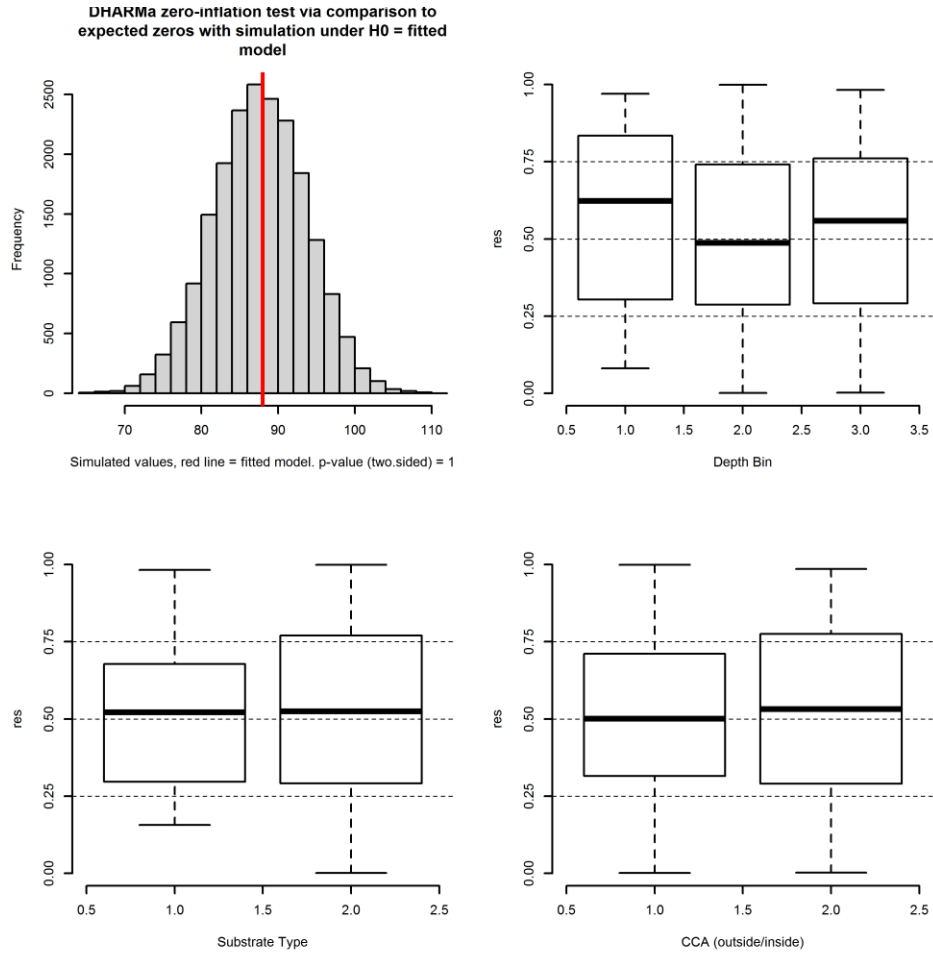 DHARMa zero-inflation test via comparison to
expected zeros with simulation under H0 = fitted
model
2500
2000
1500
1000
500
0
Frequency
70 80 90 100 110
Simulated values, red line = fitted model. p-value (two.sided) = 1
1.00
0.75
0.50
0.25
0.00
res
0.5 1.0 1.5 2.0 2.5 3.0 3.5
Depth Bin
1.00
0.75
0.50
0.25
0.00
res
0.5 1.0 1.5 2.0 2.5
Substrate Type
1.00
0.75
0.50
0.25
0.00
res
0.5 1.0 1.5 2.0 2.5
CCA (outside/inside)